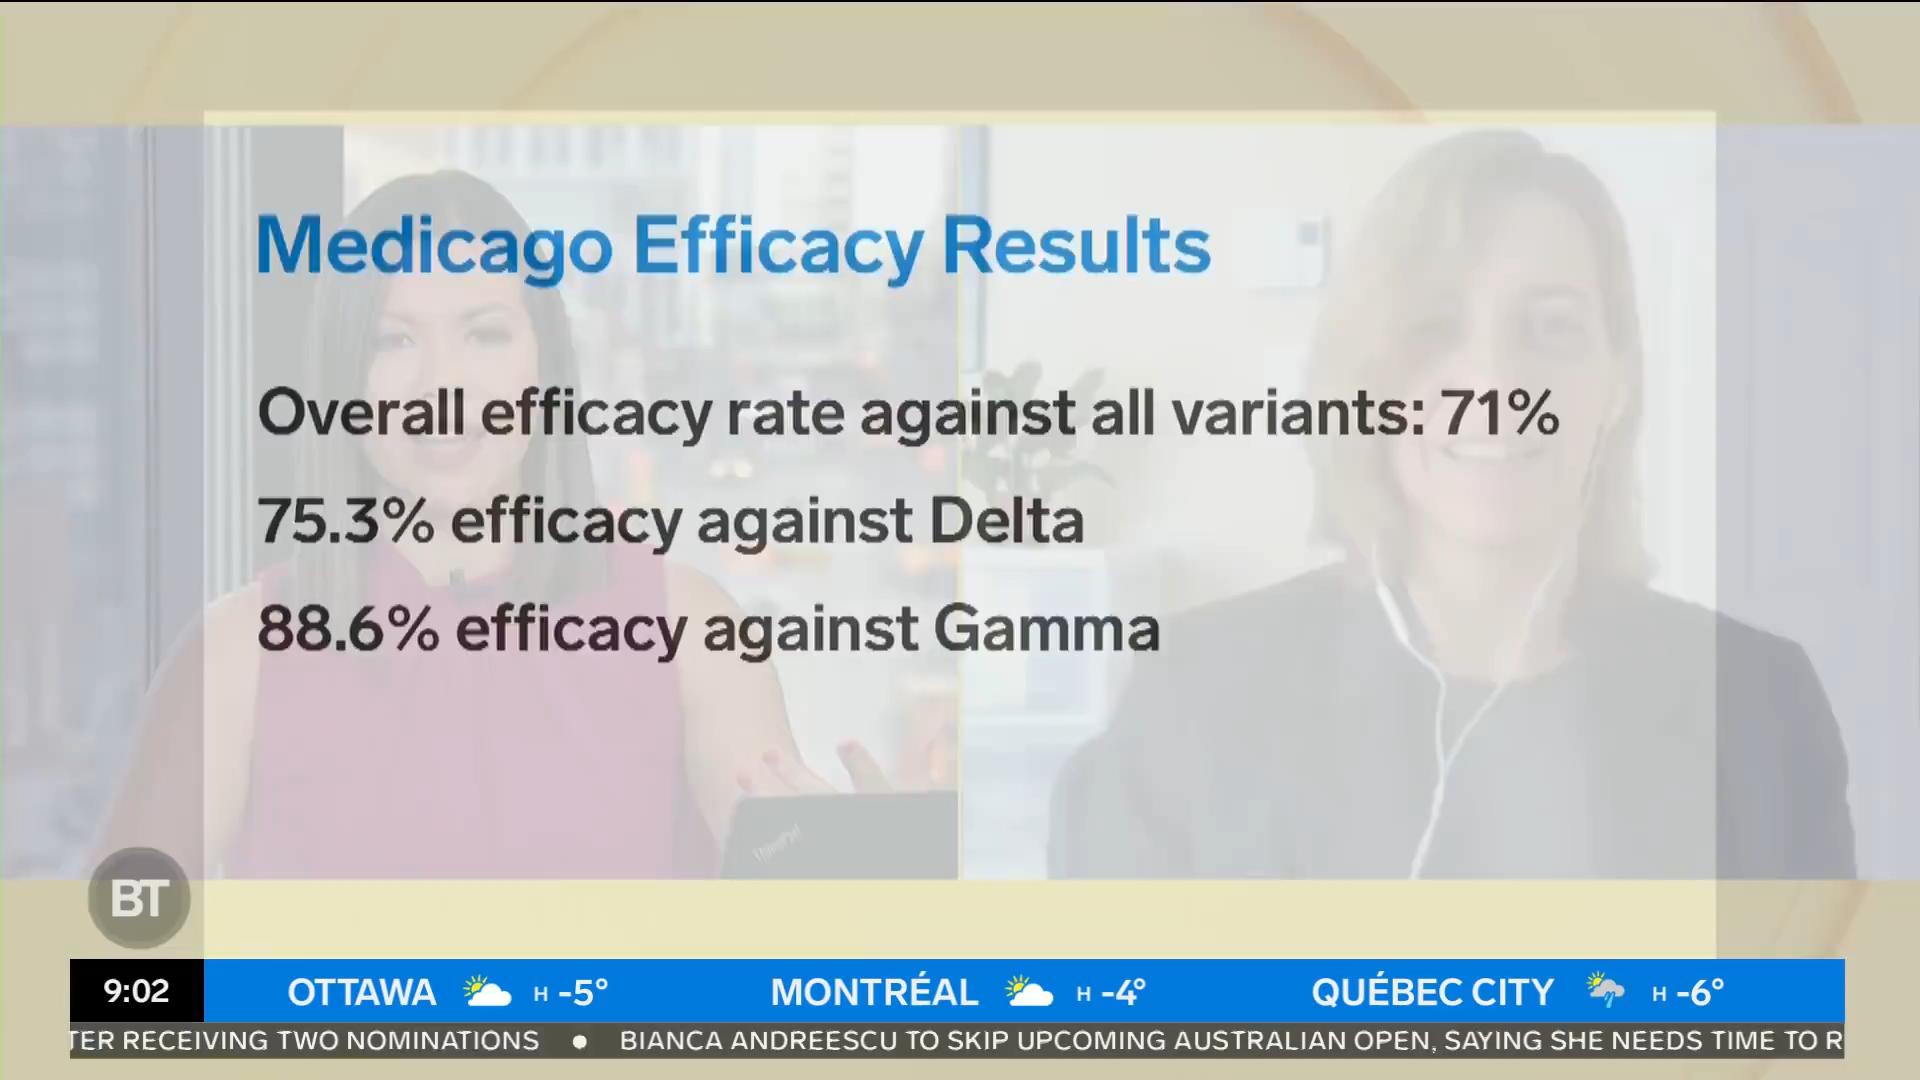 Medicago Efficacy Results
Overall efficacy rate against all variants: 71%
75.3% efficacy against Delta
88.6% efficacy against Gamma
ThinkPad
BT
9:02 OTTAWA H -5° MONTRÉAL H -4° QUÉBEC CITY H -6°
TER RECEIVING TWO NOMINATIONS • BIANCA ANDREESCU TO SKIP UPCOMING AUSTRALIAN OPEN, SAYING SHE NEEDS TIME TO R